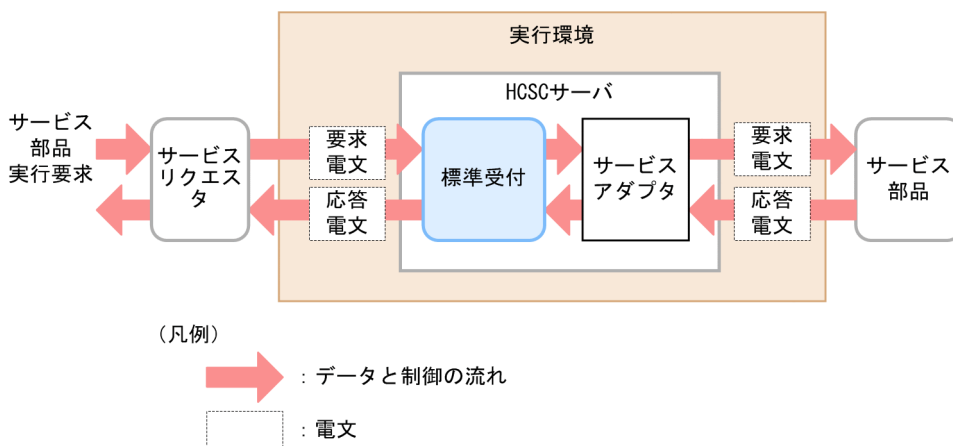 実行環境
HCSCサーバ
サービス
部品
実行要求
サービス
リクエス
タ
要求
電文
応答
電文
標準受付
サービス
アダプタ
要求
電文
応答
電文
サービス
部品
（凡例）
：データと制御の流れ
：電文